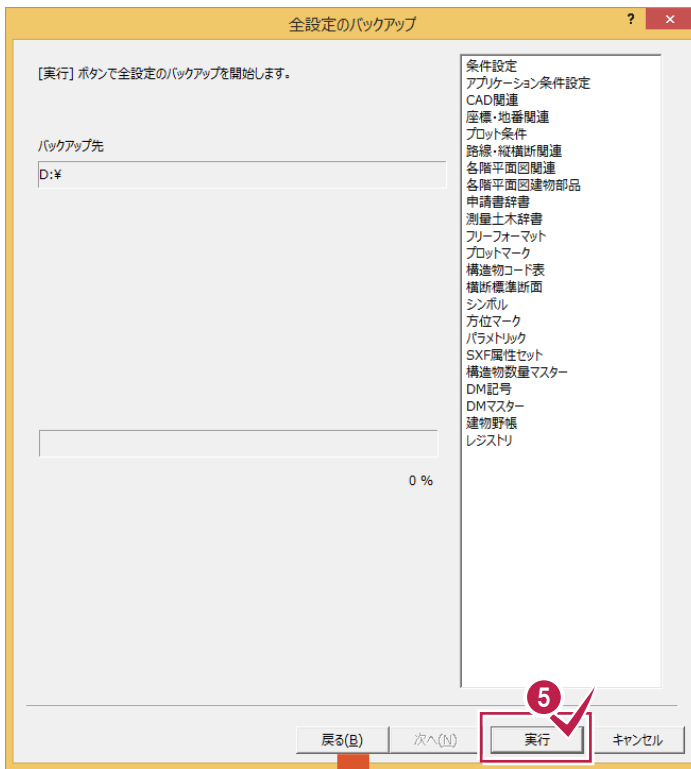 全設定のバックアップ
?
×
[実行] ボタンで全設定のバックアップを開始します。
バックアップ先
D:¥
0 %
条件設定
アプリケーション条件設定
CAD関連
座標・地番関連
プロット条件
路線・縦横断関連
各階平面図関連
各階平面図建物部品
申請書辞書
測量土木辞書
フリーフォーマット
プロットマーク
構造物コード表
横断標準断面
シンボル
方位マーク
パラメトリック
SXF属性セット
構造物数量マスター
DM記号
DMマスター
建物野帳
レジストリ
5
戻る(B)
次へ(N)
実行
キャンセル